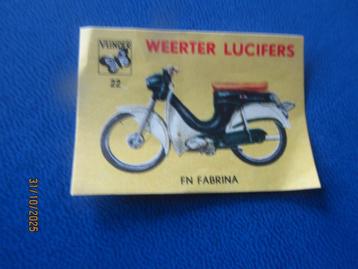 VLINDER
WEERTER LUCIFERS
22
FN FABRINA
31/10/2025